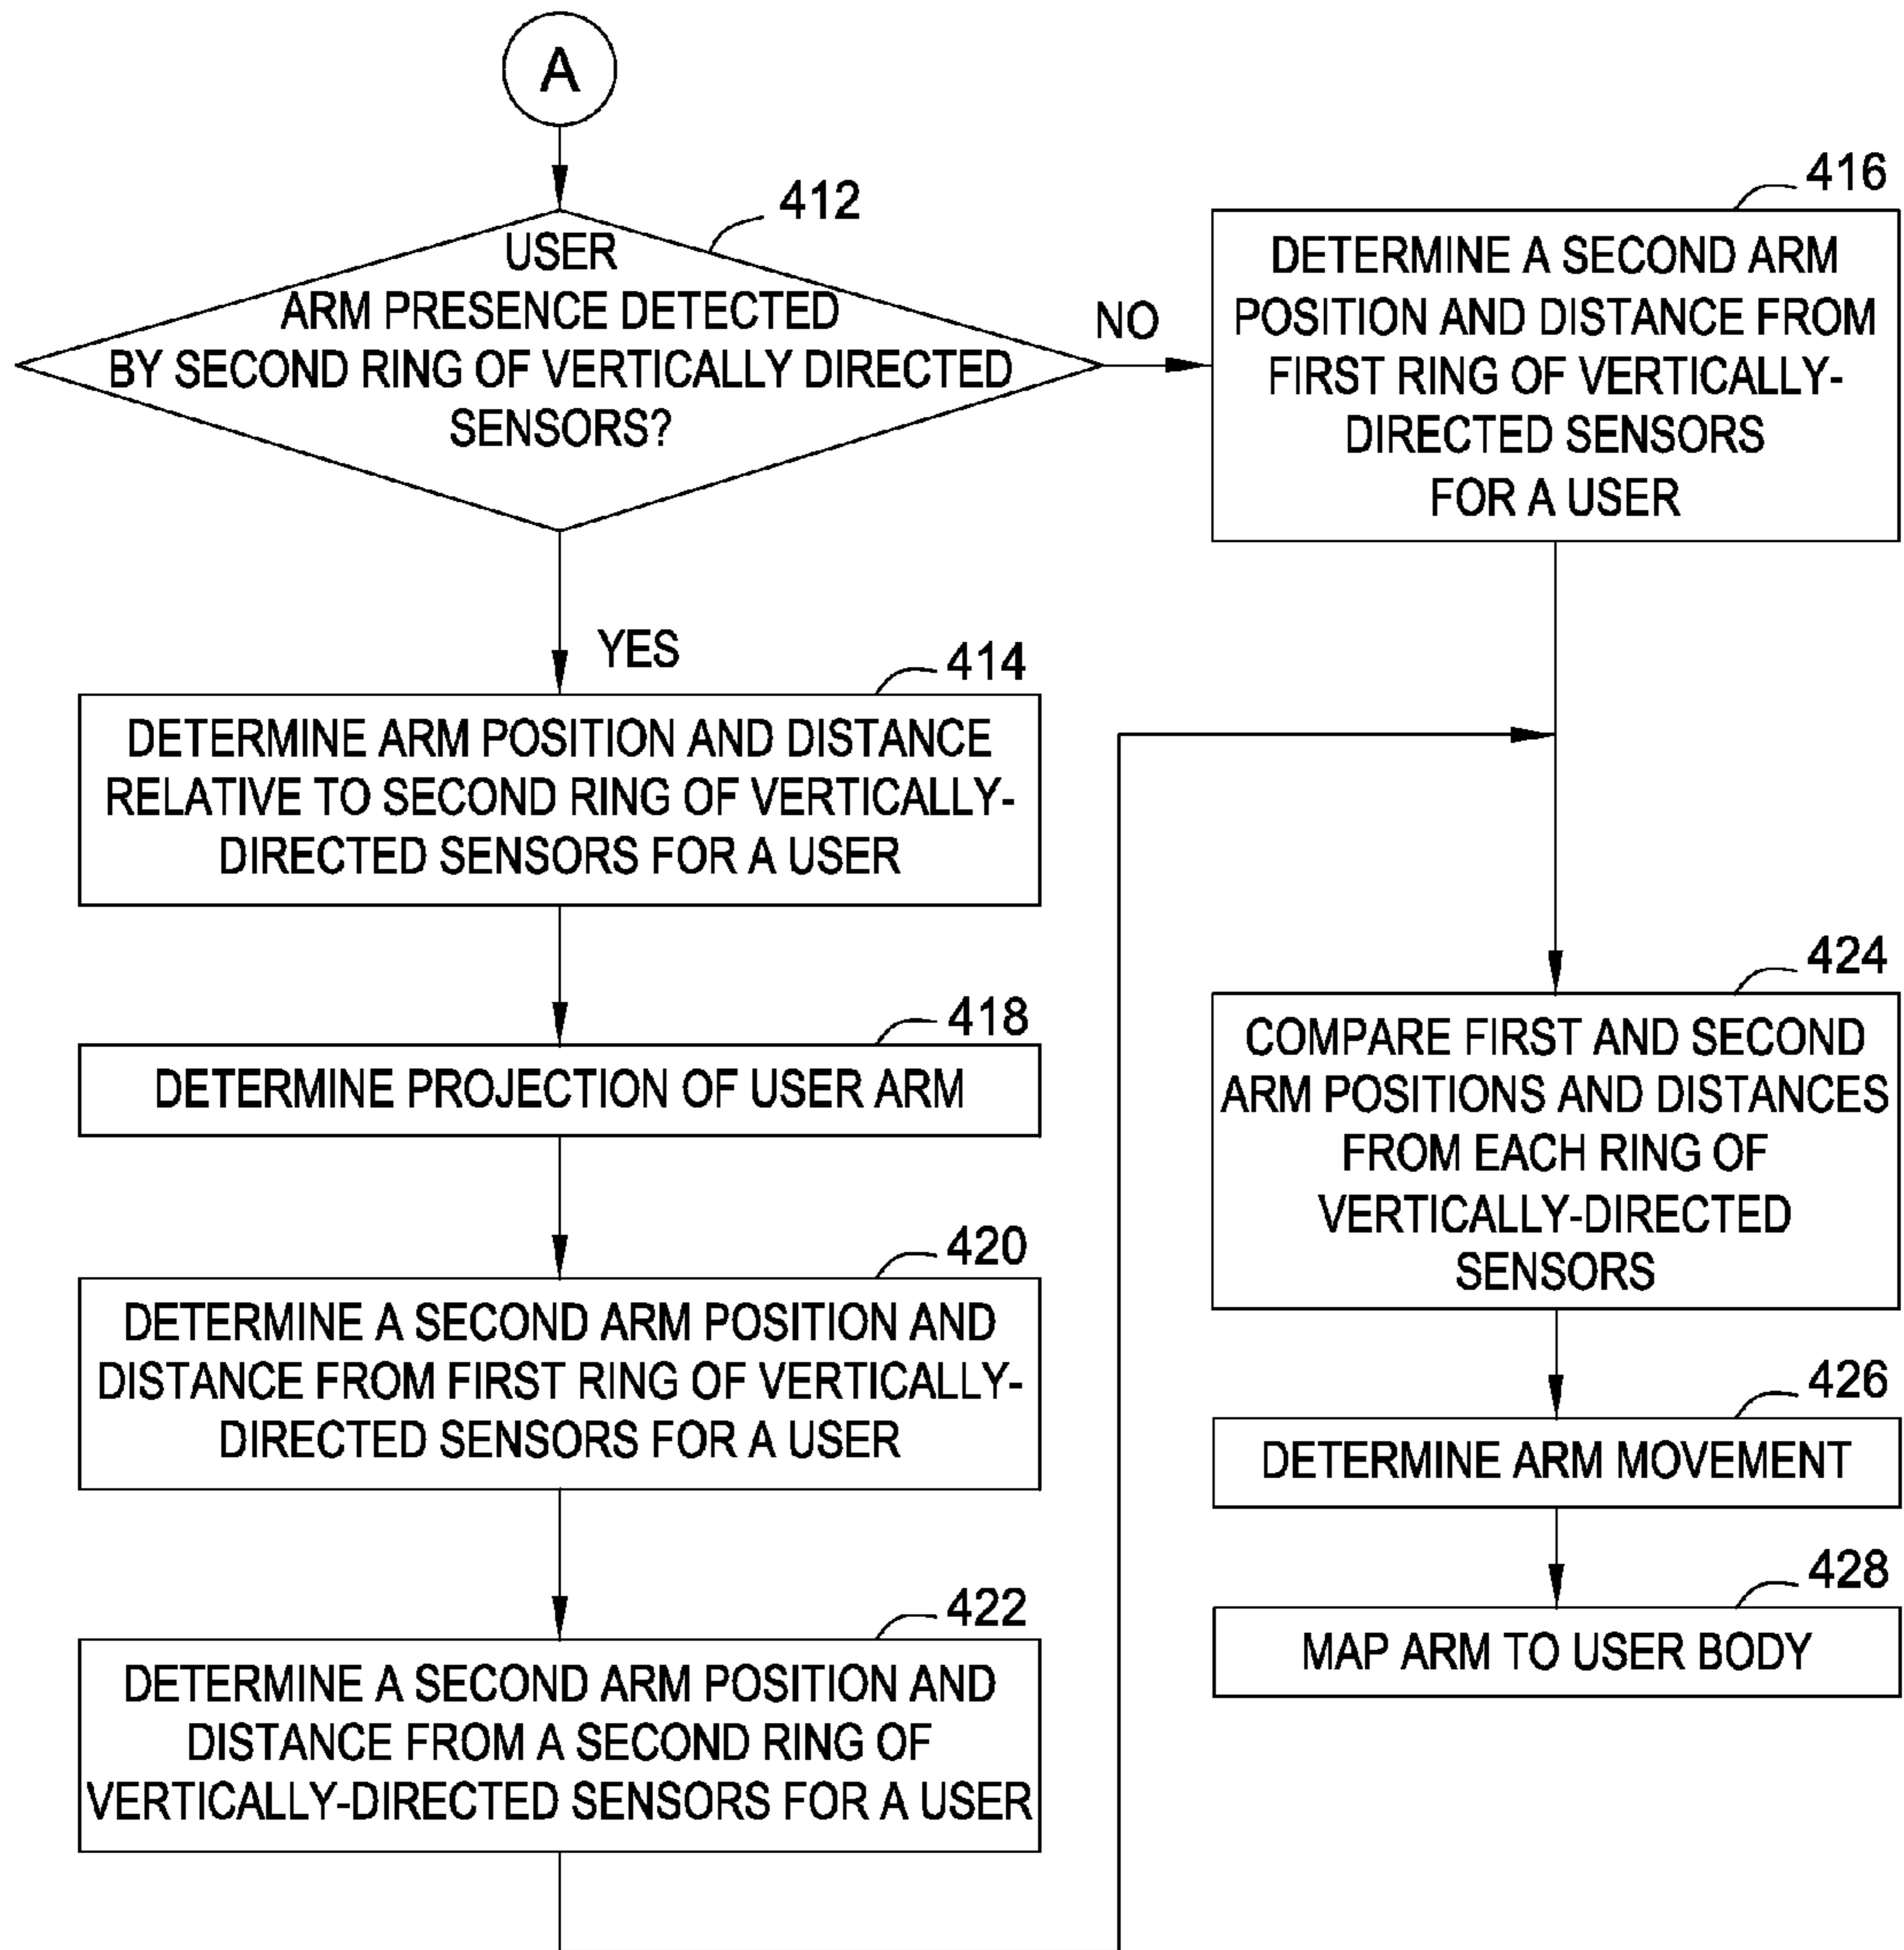 A
412
USER
ARM PRESENCE DETECTED
BY SECOND RING OF VERTICALLY DIRECTED
SENSORS?
NO
YES
416
DETERMINE A SECOND ARM
POSITION AND DISTANCE FROM
FIRST RING OF VERTICALLY-
DIRECTED SENSORS
FOR A USER
414
DETERMINE ARM POSITION AND DISTANCE
RELATIVE TO SECOND RING OF VERTICALLY-
DIRECTED SENSORS FOR A USER
418
DETERMINE PROJECTION OF USER ARM
420
DETERMINE A SECOND ARM POSITION AND
DISTANCE FROM FIRST RING OF VERTICALLY-
DIRECTED SENSORS FOR A USER
422
DETERMINE A SECOND ARM POSITION AND
DISTANCE FROM A SECOND RING OF
VERTICALLY-DIRECTED SENSORS FOR A USER
424
COMPARE FIRST AND SECOND
ARM POSITIONS AND DISTANCES
FROM EACH RING OF
VERTICALLY-DIRECTED
SENSORS
426
DETERMINE ARM MOVEMENT
428
MAP ARM TO USER BODY